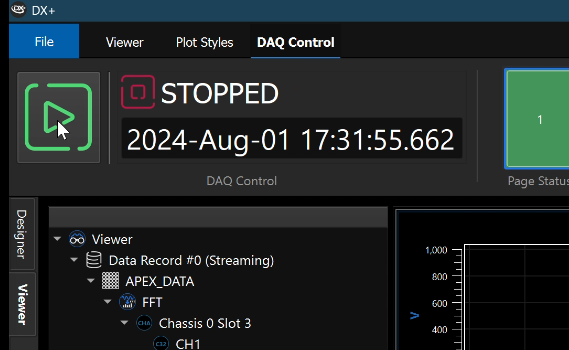 DX+
File
Viewer
Plot Styles
DAQ Control
STOPPED
2024-Aug-01 17:31:55.662
DAQ Control
1
Page Status
Designer
Viewer
Viewer
Data Record #0 (Streaming)
APEX_DATA
FFT
Chassis 0 Slot 3
CH1
1,000
800
600
400
V